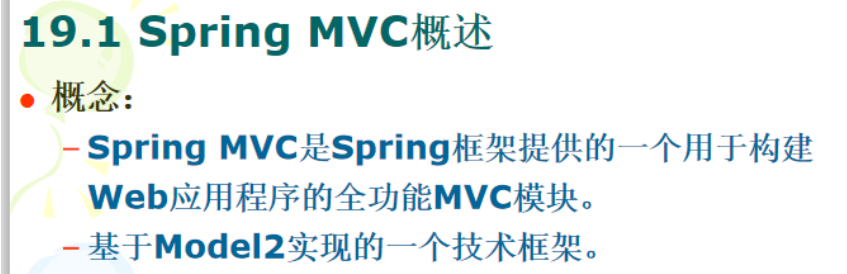 19.1 Spring MVC概述
• 概念：
– Spring MVC是Spring框架提供的一个用于构建
Web应用程序的全功能MVC模块。
– 基于Model2实现的一个技术框架。